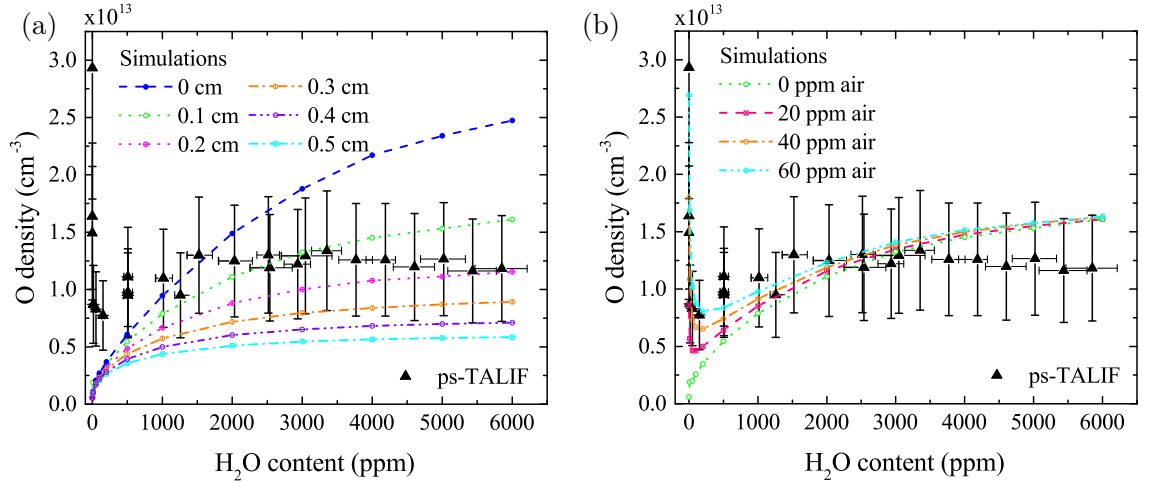 (a)
x10^13
Simulations
0 cm
0.1 cm
0.2 cm
0.3 cm
0.4 cm
0.5 cm
ps-TALIF
3.0
2.5
2.0
1.5
1.0
0.5
0.0
O density (cm^-3)
0 1000 2000 3000 4000 5000 6000
H₂O content (ppm)
(b)
x10^13
Simulations
0 ppm air
20 ppm air
40 ppm air
60 ppm air
ps-TALIF
3.0
2.5
2.0
1.5
1.0
0.5
0.0
O density (cm^-3)
0 1000 2000 3000 4000 5000 6000
H₂O content (ppm)